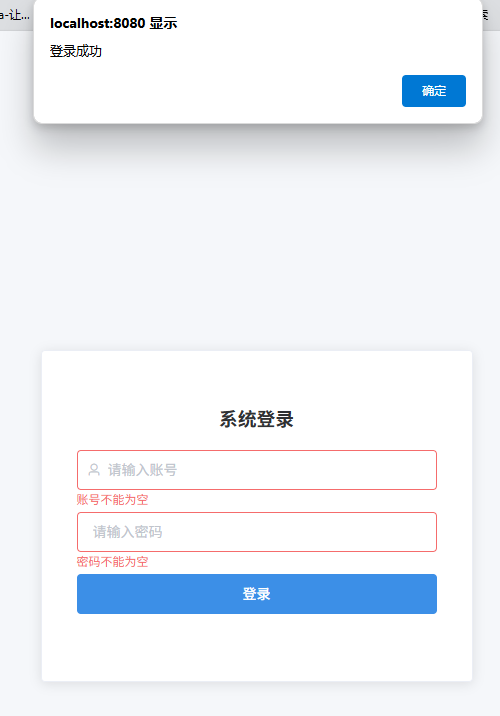 a-让...
索
localhost:8080 显示
登录成功
确定
系统登录
请输入账号
账号不能为空
请输入密码
密码不能为空
登录